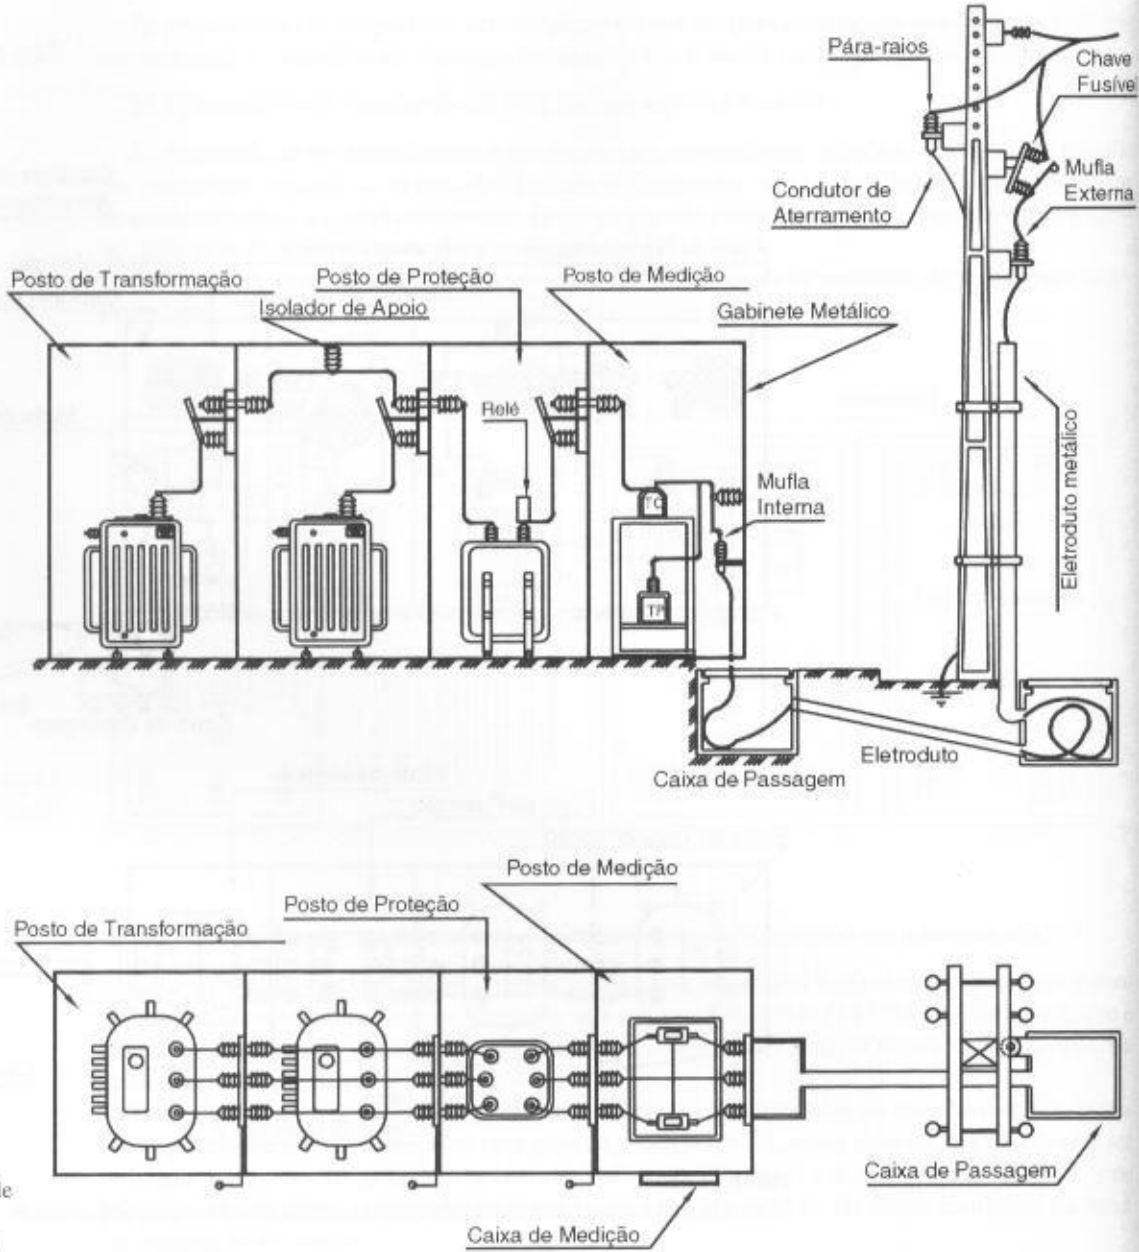 Pára-raios
Chave
Fusível
Mufla
Externa
Condutor de
Aterramento
Posto de Transformação
Posto de Proteção
Posto de Medição
Isolador de Apoio
Gabinete Metálico
Relé
Mufla
Interna
TC
TP
Eletroduto metálico
Eletroduto
Caixa de Passagem
Posto de Medição
Posto de Proteção
Posto de Transformação
Caixa de Passagem
Caixa de Medição